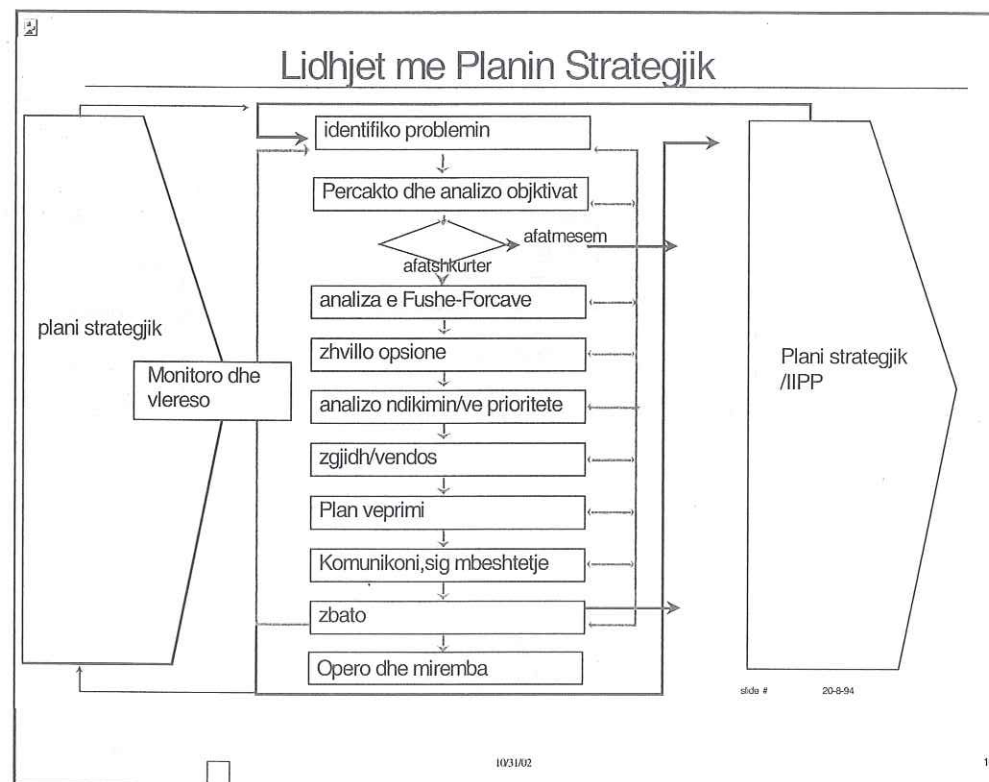 Lidhjet me Planin Strategjik
identifiko problemin
Percakto dhe analizo objktivat
afatmesem
afatshkurter
analiza e Fushe-Forcave
plani strategjik
zhvillo opsione
Plani strategjik
/IIPP
Monitoro dhe
vlereso
analizo ndikimin/ve prioritete
zgjidh/vendos
Plan veprimi
Komunikoni,sig mbeshtetje
zbato
Opero dhe miremba
slide #
20-8-94
10/31/02
1